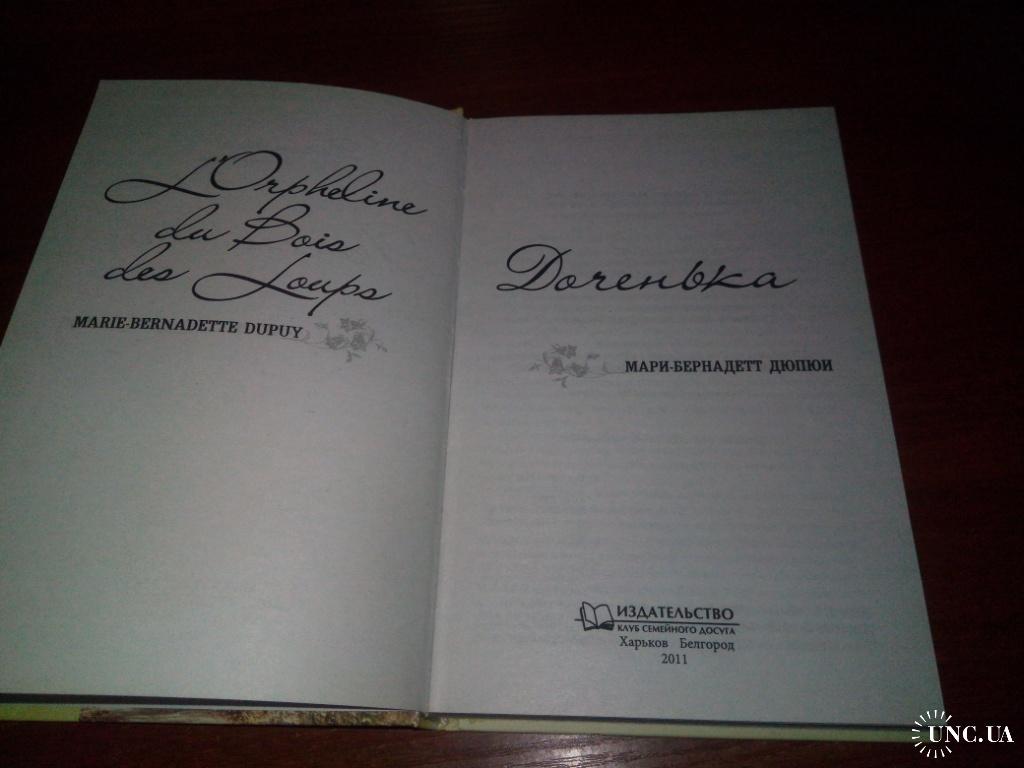 L'Orpheline
du Bois
des Loups
MARIE-BERNADETTE DUPUY
Доченька
МАРИ-БЕРНАДЕТТ ДЮПЮИ
ИЗДАТЕЛЬСТВО
КЛУБ СЕМЕЙНОГО ДОСУГА
Харьков Белгород
2011
UNC.UA